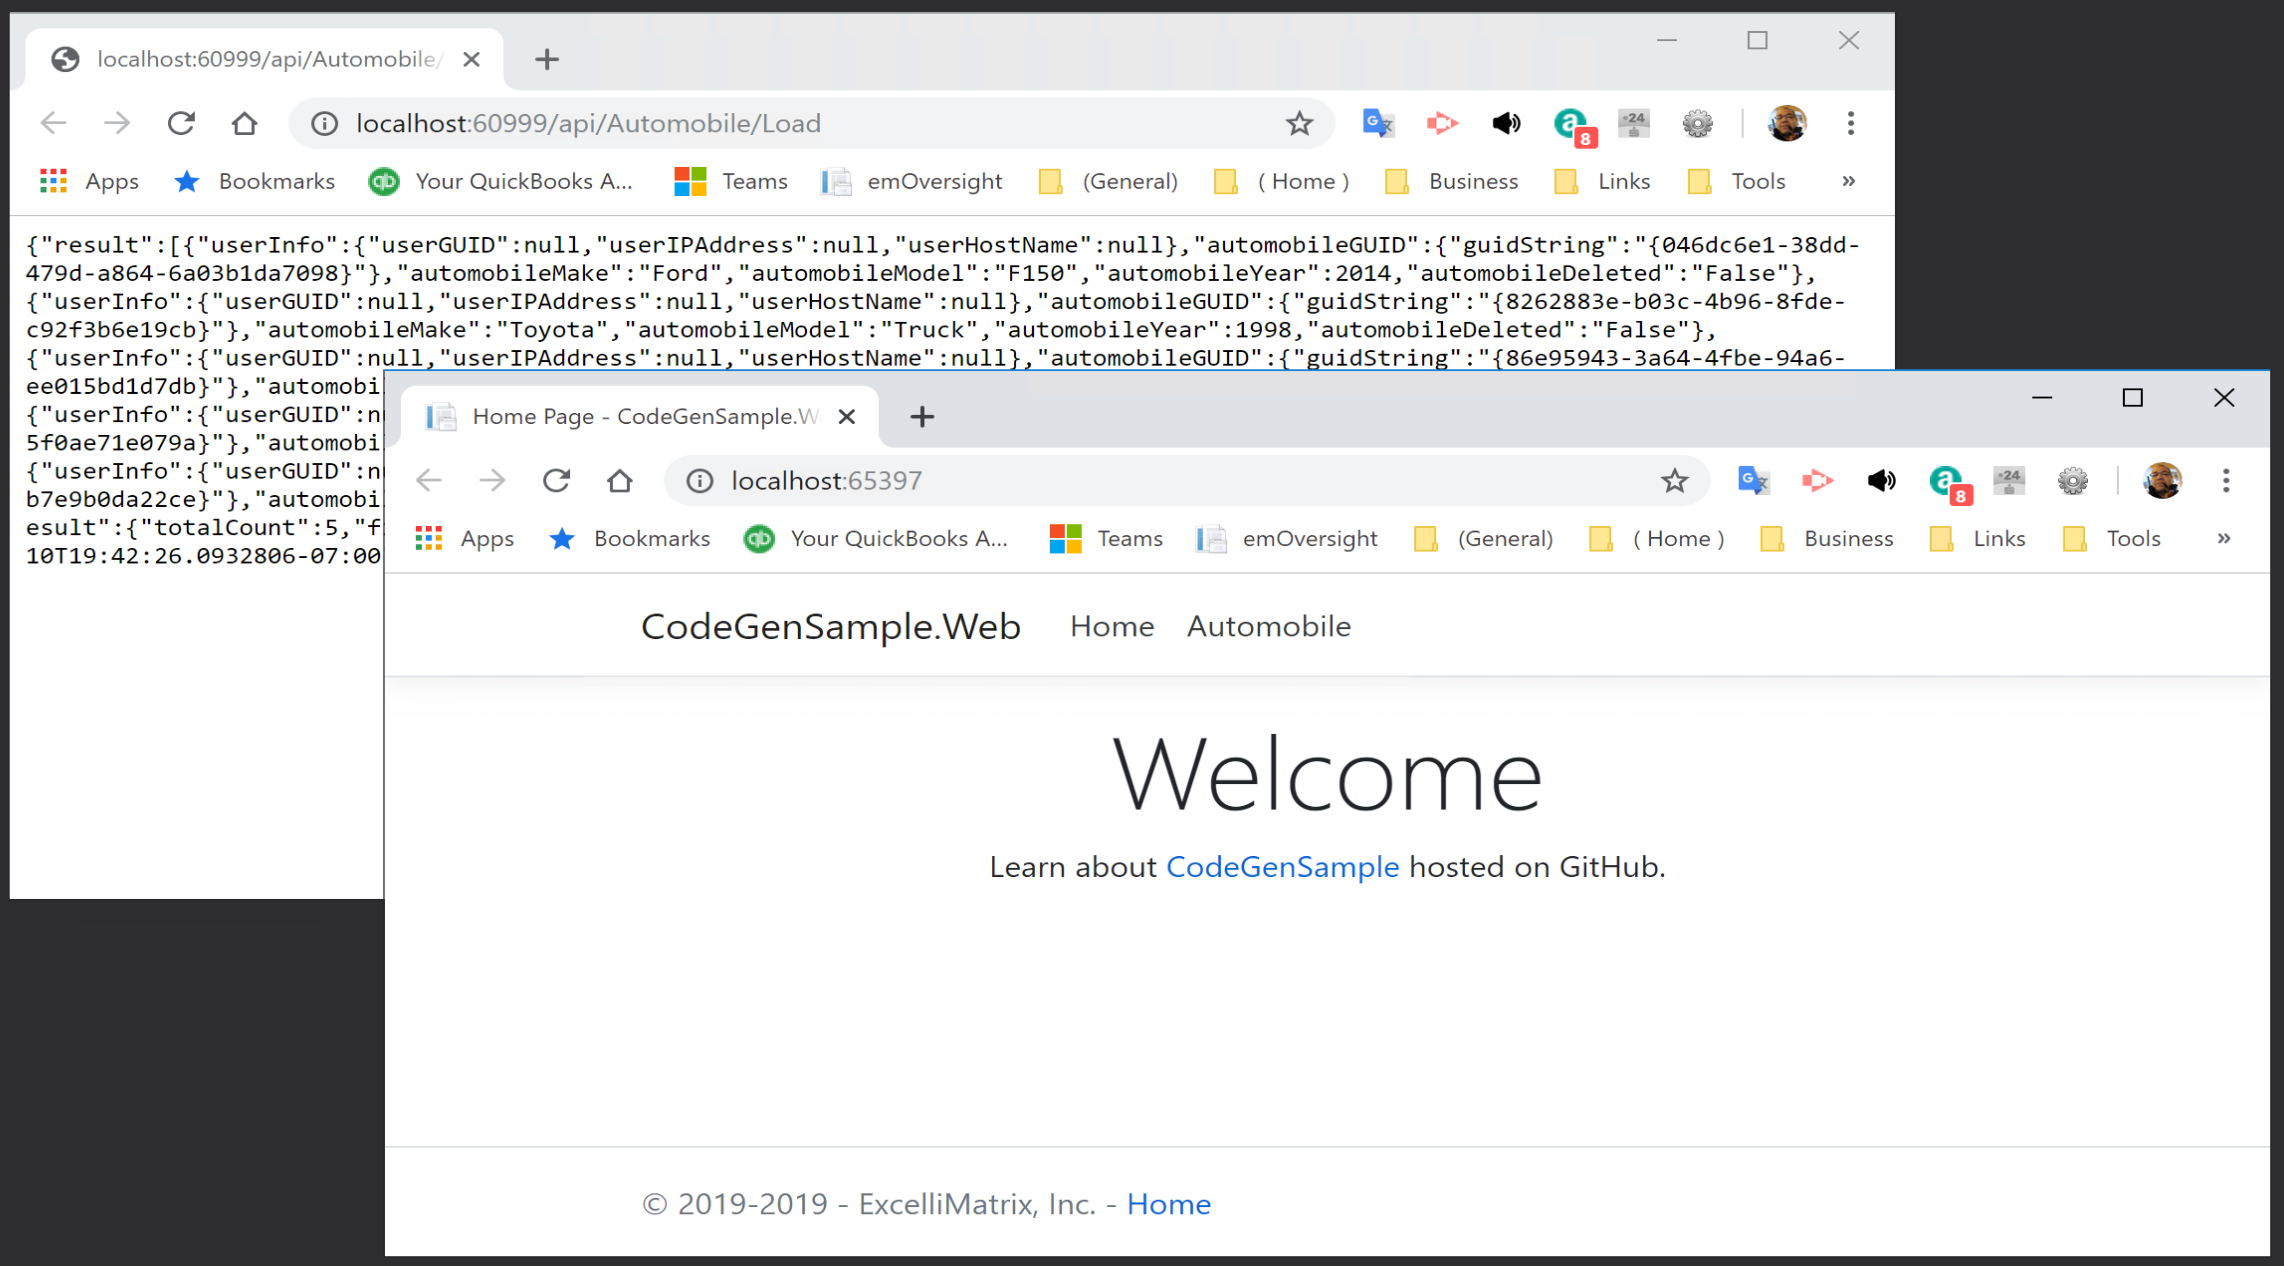 localhost:60999/api/Automobile/
localhost:60999/api/Automobile/Load
8
24
Apps
Bookmarks
Your QuickBooks A...
Teams
emOversight
(General)
( Home )
Business
Links
Tools
»
{"result":[{"userInfo":{"userGUID":null,"userIPAddress":null,"userHostName":null},"automobileGUID":{"guidString":"{046dc6e1-38dd-
479d-a864-6a03b1da7098}"},"automobileMake":"Ford","automobileModel":"F150","automobileYear":2014,"automobileDeleted":"False"},
{"userInfo":{"userGUID":null,"userIPAddress":null,"userHostName":null},"automobileGUID":{"guidString":"{8262883e-b03c-4b96-8fde-
c92f3b6e19cb}"},"automobileMake":"Toyota","automobileModel":"Truck","automobileYear":1998,"automobileDeleted":"False"},
{"userInfo":{"userGUID":null,"userIPAddress":null,"userHostName":null},"automobileGUID":{"guidString":"{86e95943-3a64-4fbe-94a6-
ee015bd1d7db}"},"automobi
{"userInfo":{"userGUID":nu
5f0ae71e079a}"},"automobi
{"userInfo":{"userGUID":nu
b7e9b0da22ce}"},"automobi
esult":{"totalCount":5,"f
10T19:42:26.0932806-07:00
Home Page - CodeGenSample.W
localhost:65397
8
24
Apps
Bookmarks
Your QuickBooks A...
Teams
emOversight
(General)
( Home )
Business
Links
Tools
»
CodeGenSample.Web Home Automobile
Welcome
Learn about CodeGenSample hosted on GitHub.
© 2019-2019 - ExcelliMatrix, Inc. - Home